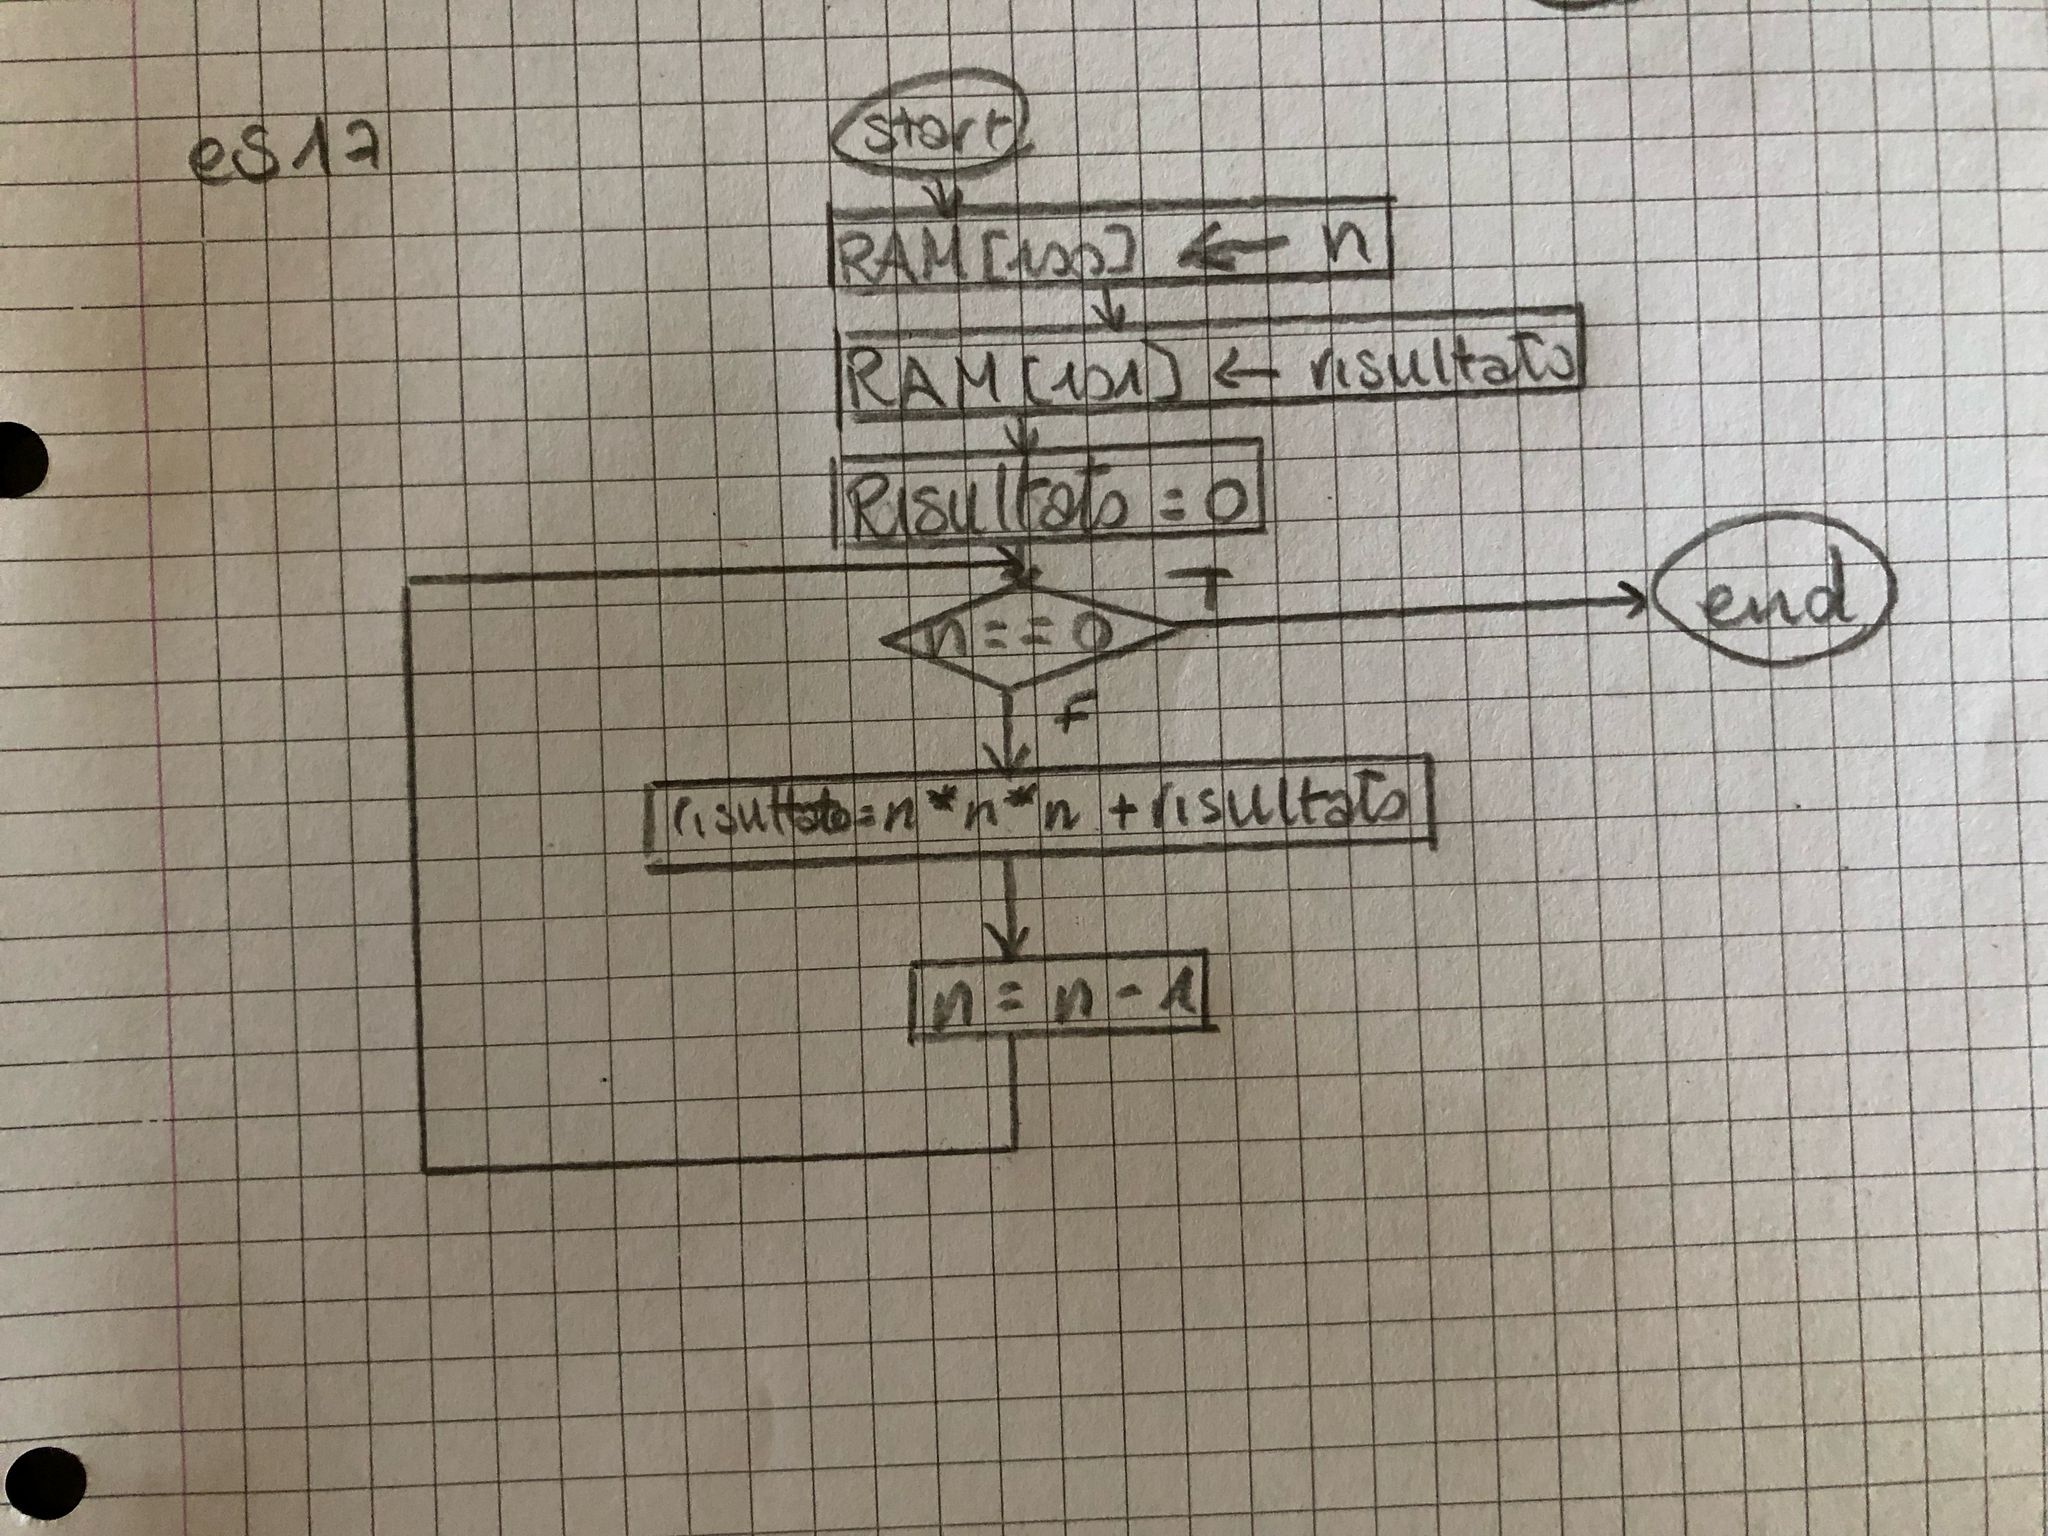 es17
start
RAM[100] ← n
RAM[101] ← risultato
Risultato = 0
n == 0
T
end
F
risultato = n*n*n + risultato
n = n - 1